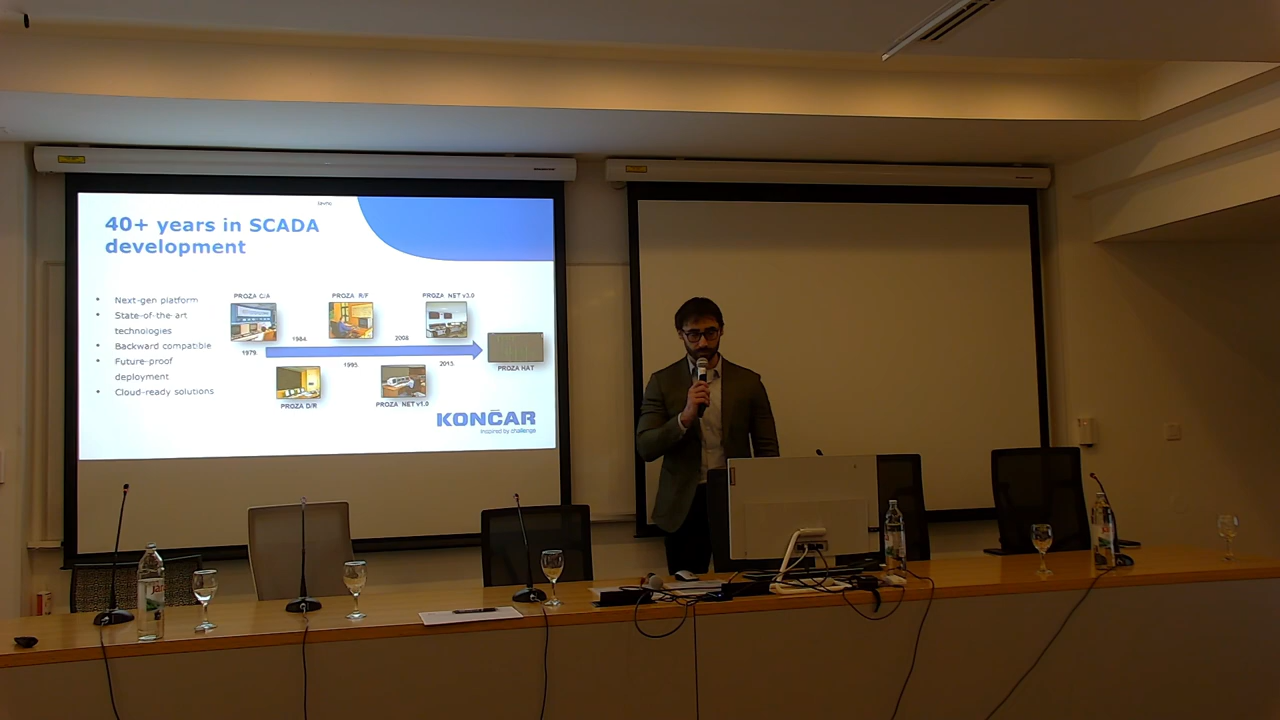 40+ years in SCADA
development
Next-gen platform
State-of-the-art
technologies
Backward compatible
Future-proof
deployment
Cloud-ready solutions
PROZA C/A
PROZA R/F
PROZA NET v3.0
1979.
1984.
1995.
2008.
2015.
PROZA D/R
PROZA NET v1.0
PROZA HAT
KONČAR
Inspired by challenge